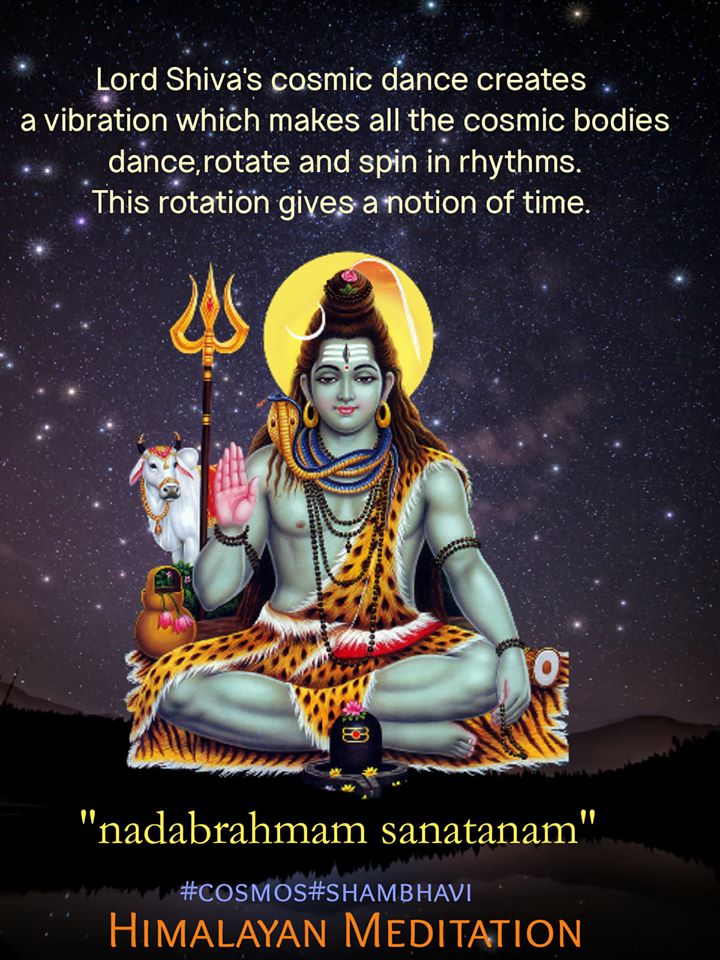 Lord Shiva's cosmic dance creates
a vibration which makes all the cosmic bodies
dance,rotate and spin in rhythms.
This rotation gives a notion of time.
"nadabrahmam sanatanam"
#COSMOS#SHAMBHAVI
HIMALAYAN MEDITATION